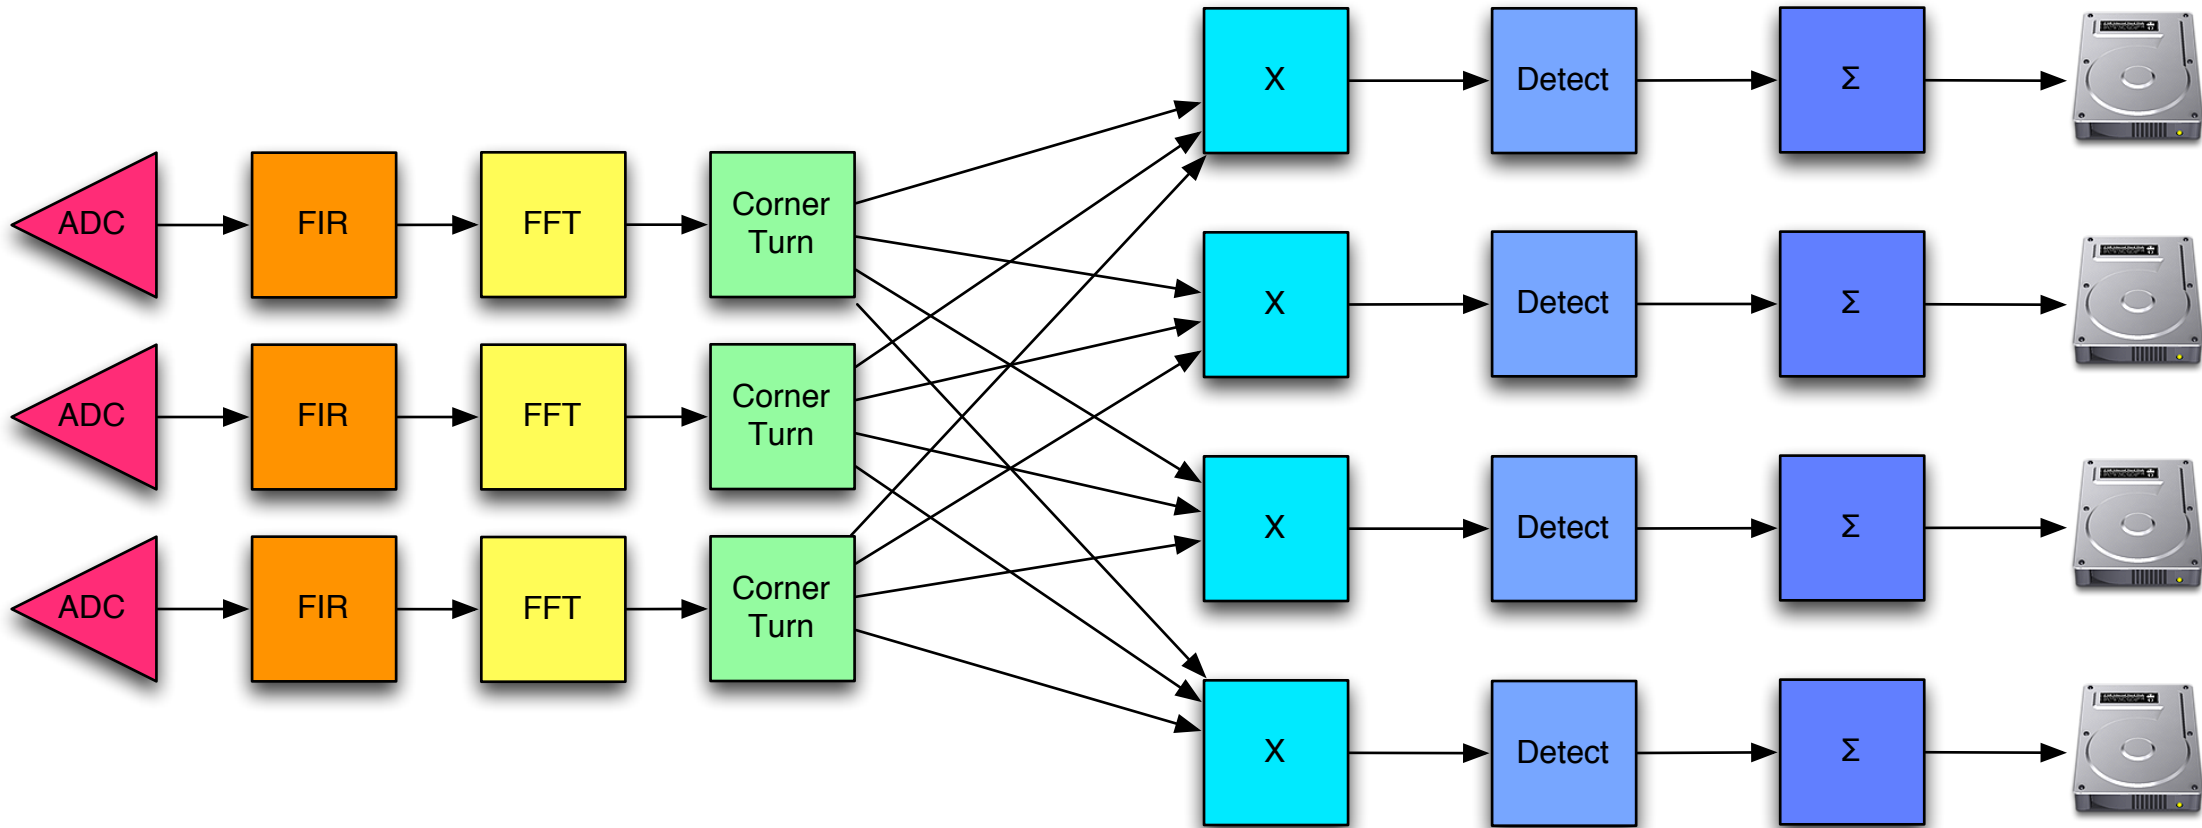 X
Detect
Σ
ADC
FIR
FFT
Corner
Turn
X
Detect
Σ
ADC
FIR
FFT
Corner
Turn
X
Detect
Σ
ADC
FIR
FFT
Corner
Turn
X
Detect
Σ